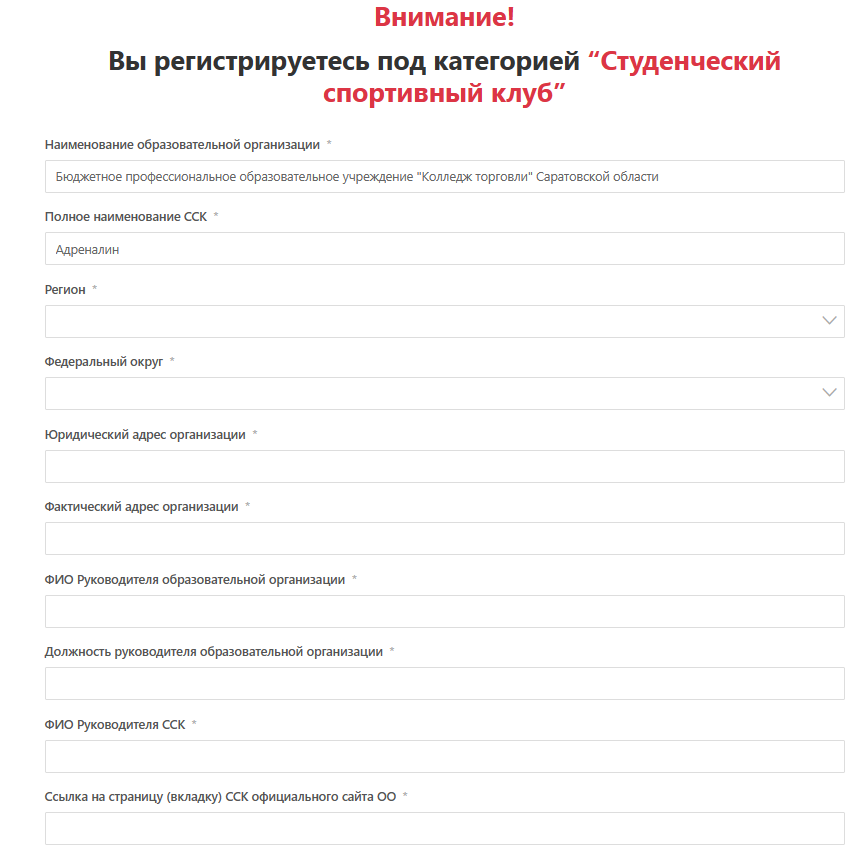 Внимание!
Вы регистрируетесь под категорией “Студенческий
спортивный клуб”
Наименование образовательной организации *
Бюджетное профессиональное образовательное учреждение "Колледж торговли" Саратовской области
Полное наименование ССК *
Адреналин
Регион *
Федеральный округ *
Юридический адрес организации *
Фактический адрес организации *
ФИО Руководителя образовательной организации *
Должность руководителя образовательной организации *
ФИО Руководителя ССК *
Ссылка на страницу (вкладку) ССК официального сайта ОО *